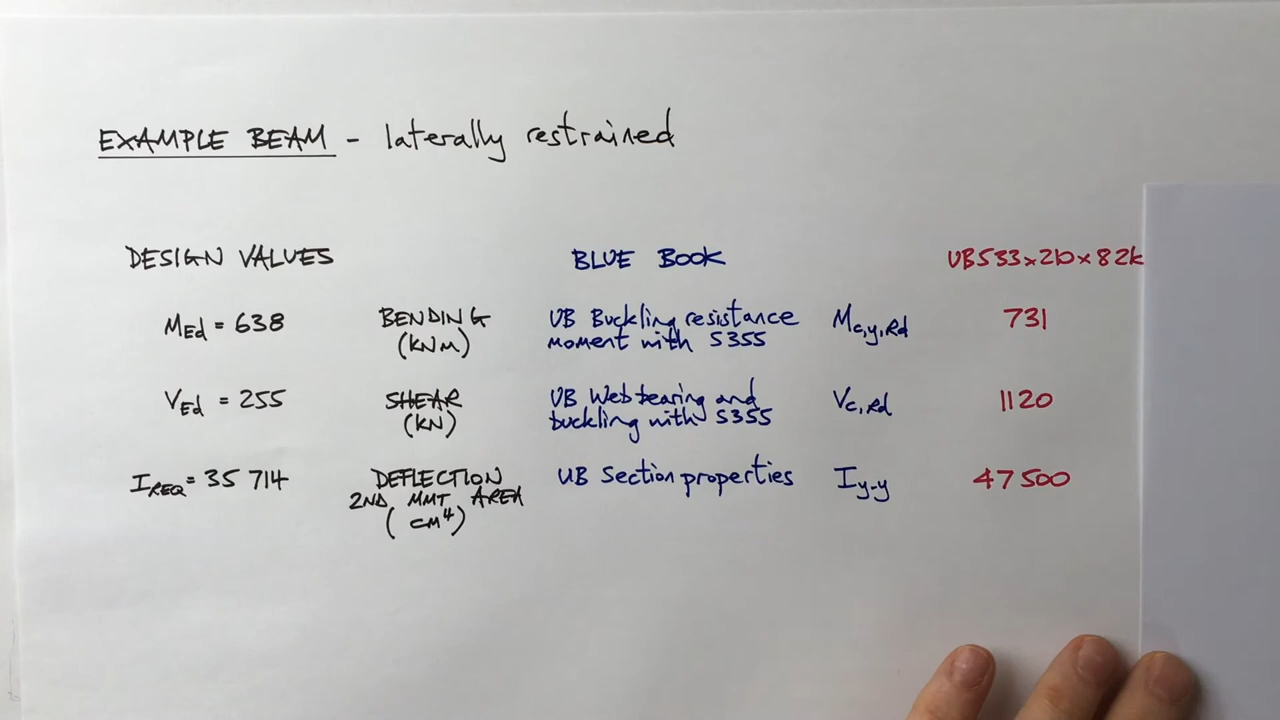 EXAMPLE BEAM - laterally restrained
DESIGN VALUES BLUE BOOK UB533x210x82k
MEd = 638 BENDING (KNM) UB Buckling resistance moment with S355 Mc,y,Rd 731
VEd = 255 SHEAR (KN) UB Web bearing and buckling with S355 Vc,Rd 1120
IREQ = 35 714 DEFLECTION 2ND MMT AREA (CM⁴) UB Section properties Iy-y 47 500